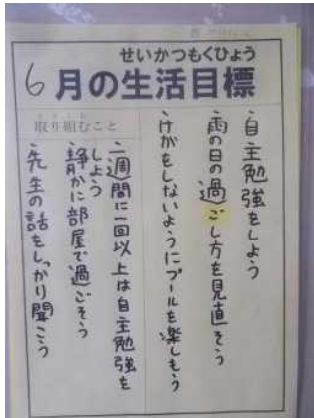 せいかつもくひょう
6月の生活目標
・自主勉強をしよう
・雨の日の過ごし方を見直そう
・けがをしないようにプールを楽しもう
取り組むこと
・一週間に一回以上は自主勉強を
しよう
・静かに部屋で過ごそう
・先生の話をしっかり聞こう